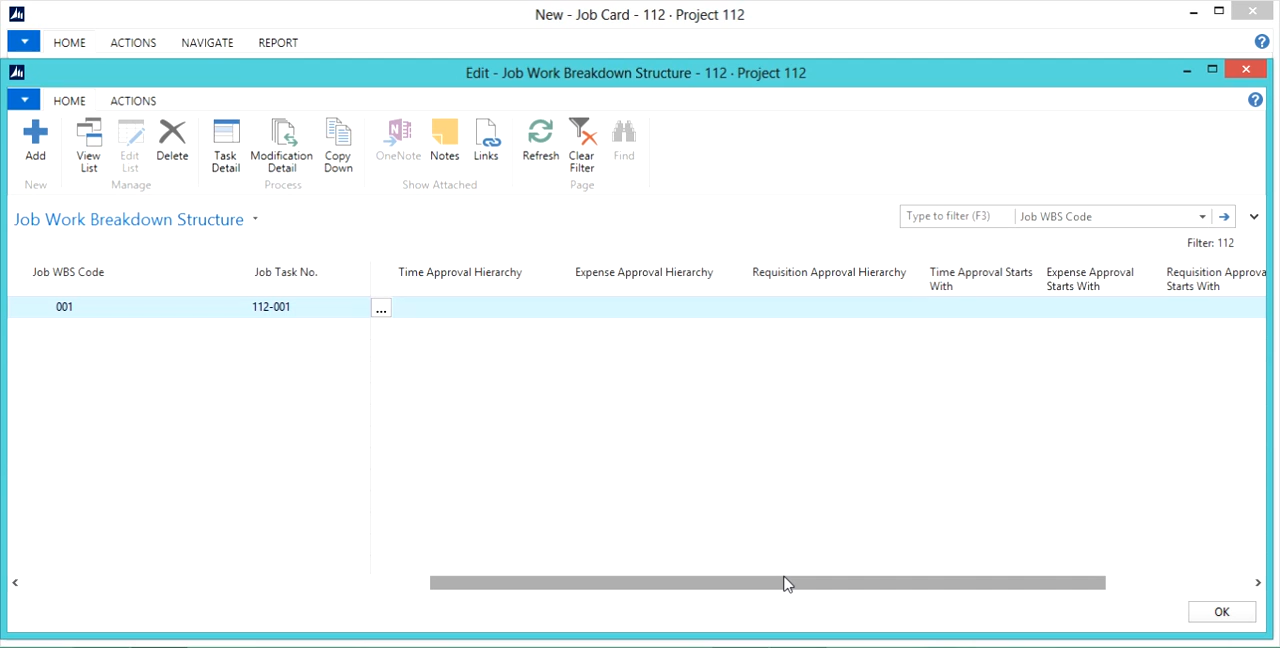 New - Job Card - 112 · Project 112
HOME ACTIONS NAVIGATE REPORT
Edit - Job Work Breakdown Structure - 112 · Project 112
HOME ACTIONS
Add
View List
Edit List
Delete
Task Detail
Modification Detail
Copy Down
OneNote
Notes
Links
Refresh
Clear Filter
Find
New
Manage
Process
Show Attached
Page
Job Work Breakdown Structure
Type to filter (F3)
Job WBS Code
Filter: 112
Job WBS Code
Job Task No.
Time Approval Hierarchy
Expense Approval Hierarchy
Requisition Approval Hierarchy
Time Approval Starts With
Expense Approval Starts With
Requisition Approva
Starts With
001
112-001
...
OK